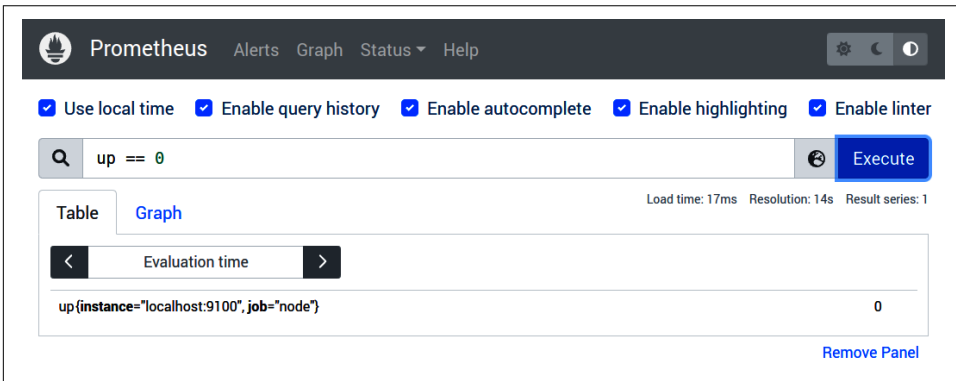 Prometheus Alerts Graph Status Help
Use local time Enable query history Enable autocomplete Enable highlighting Enable linter
up == 0 Execute
Load time: 17ms Resolution: 14s Result series: 1
Table Graph
Evaluation time
up{instance="localhost:9100", job="node"} 0
Remove Panel